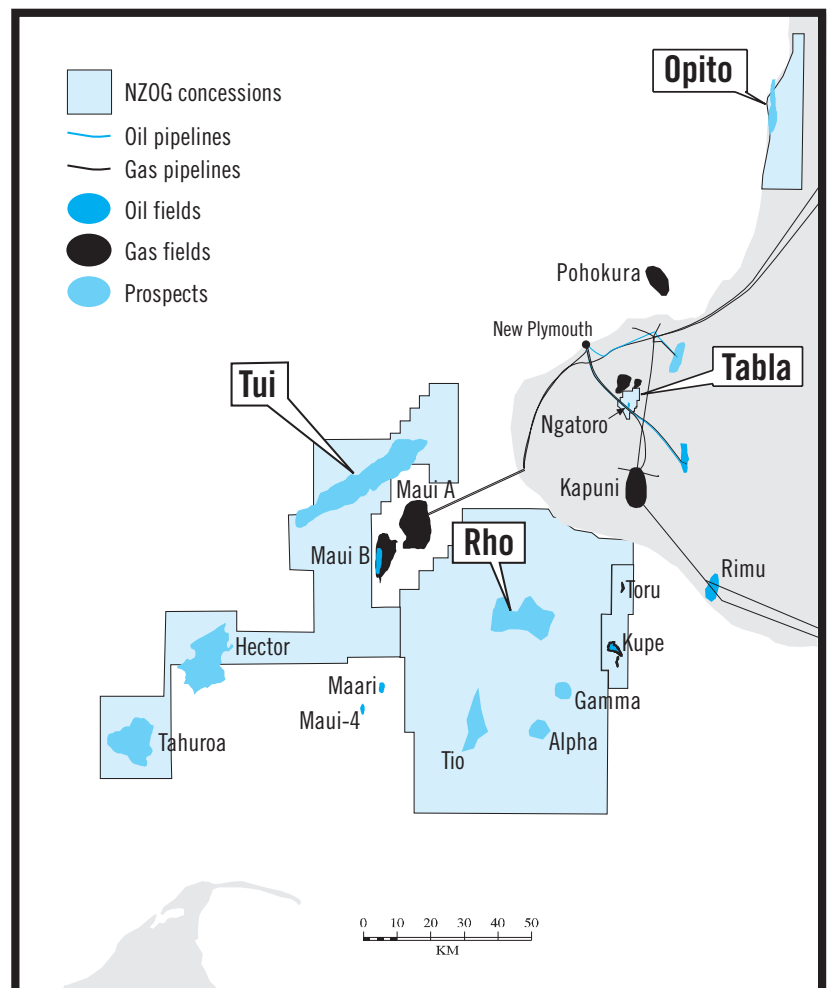 Opito
NZOG concessions
Oil pipelines
Gas pipelines
Oil fields
Gas fields
Prospects
Pohokura
New Plymouth
Tabla
Tui
Ngatoro
Maui A
Kapuni
Rho
Maui B
Rimu
Toru
Hector
Kupe
Maari
Gamma
Maui-4
Tahuroa
Alpha
Tio
0 10 20 30 40 50
KM